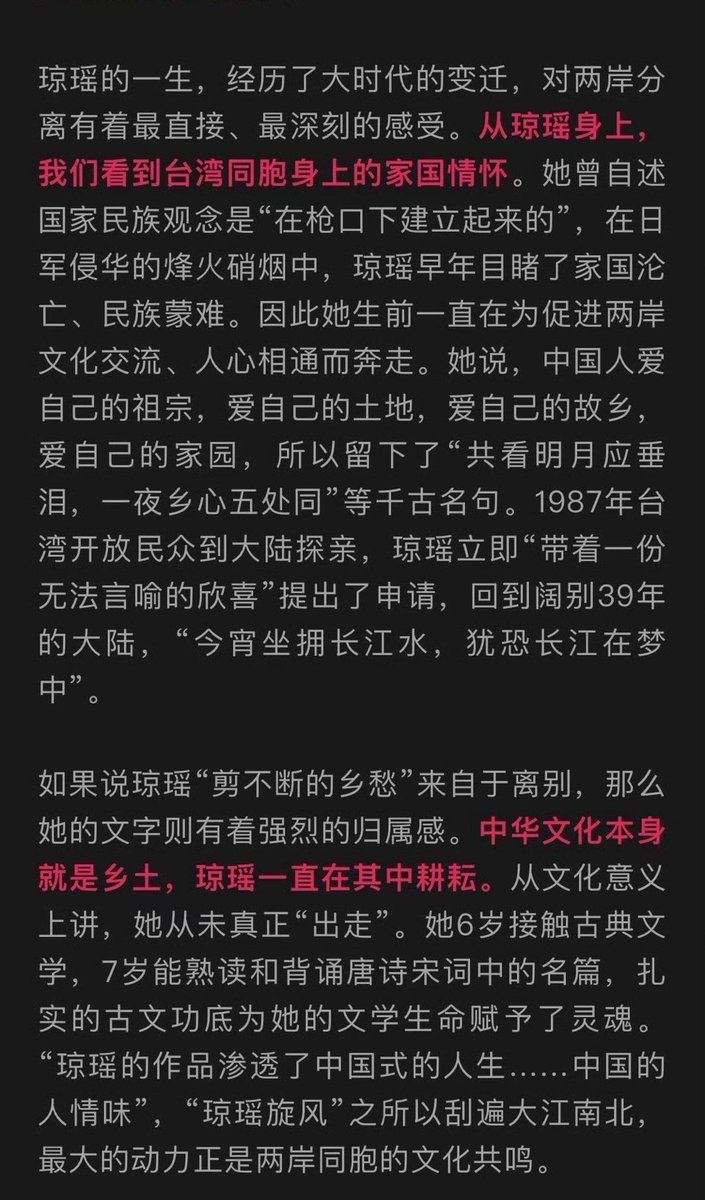 琼瑶的一生，经历了大时代的变迁，对两岸分
离有着最直接、最深刻的感受。从琼瑶身上，
我们看到台湾同胞身上的家国情怀。她曾自述
国家民族观念是“在枪口下建立起来的”，在日
军侵华的烽火硝烟中，琼瑶早年目睹了家国沦
亡、民族蒙难。因此她生前一直在为促进两岸
文化交流、人心相通而奔走。她说，中国人爱
自己的祖宗，爱自己的土地，爱自己的故乡，
爱自己的家园，所以留下了“共看明月应垂
泪，一夜乡心五处同”等千古名句。1987年台
湾开放民众到大陆探亲，琼瑶立即“带着一份
无法言喻的欣喜”提出了申请，回到阔别39年
的大陆，“今宵坐拥长江水，犹恐长江在梦
中”。
如果说琼瑶“剪不断的乡愁”来自于离别，那么
她的文字则有着强烈的归属感。中华文化本身
就是乡土，琼瑶一直在其中耕耘。从文化意义
上讲，她从未真正“出走”。她6岁接触古典文
学，7岁能熟读和背诵唐诗宋词中的名篇，扎
实的古文功底为她的文学生命赋予了灵魂。
“琼瑶的作品渗透了中国式的人生……中国的
人情味”，“琼瑶旋风”之所以刮遍大江南北，
最大的动力正是两岸同胞的文化共鸣。